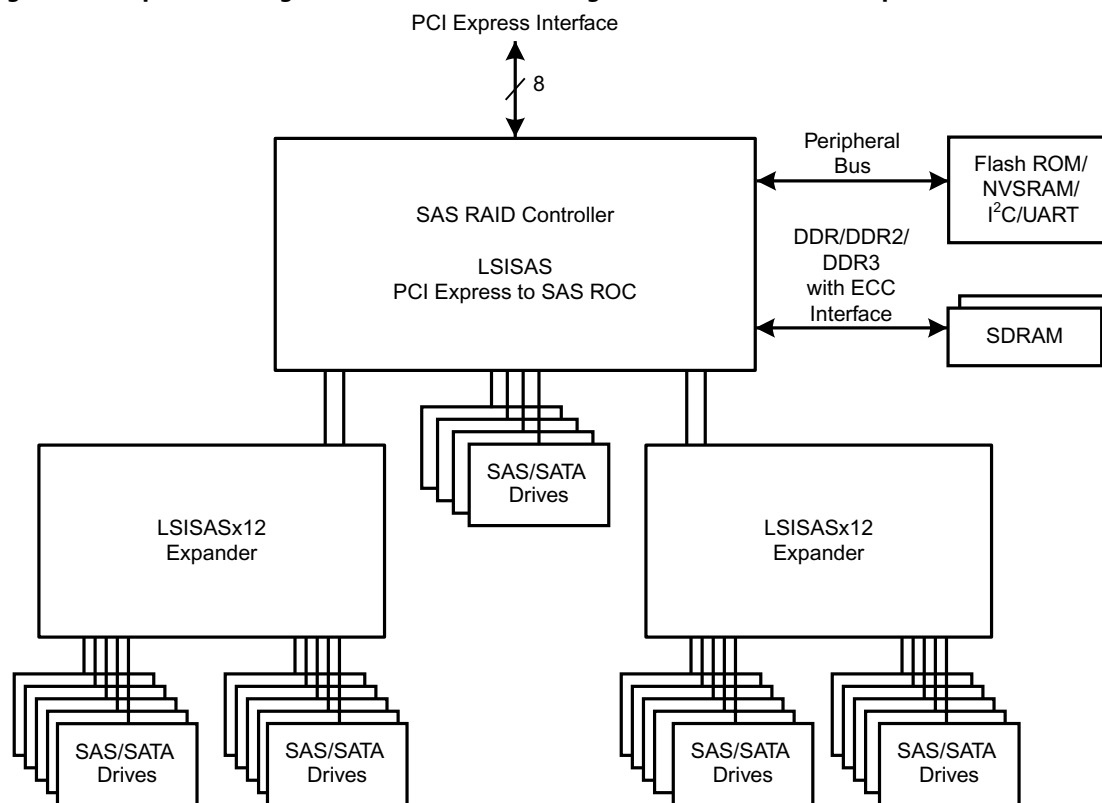 PCI Express Interface
8
SAS RAID Controller
LSISAS
PCI Express to SAS ROC
Peripheral
Bus
Flash ROM/
NVSRAM/
I²C/UART
DDR/DDR2/
DDR3
with ECC
Interface
SDRAM
SAS/SATA
Drives
LSISASx12
Expander
LSISASx12
Expander
SAS/SATA
Drives
SAS/SATA
Drives
SAS/SATA
Drives
SAS/SATA
Drives